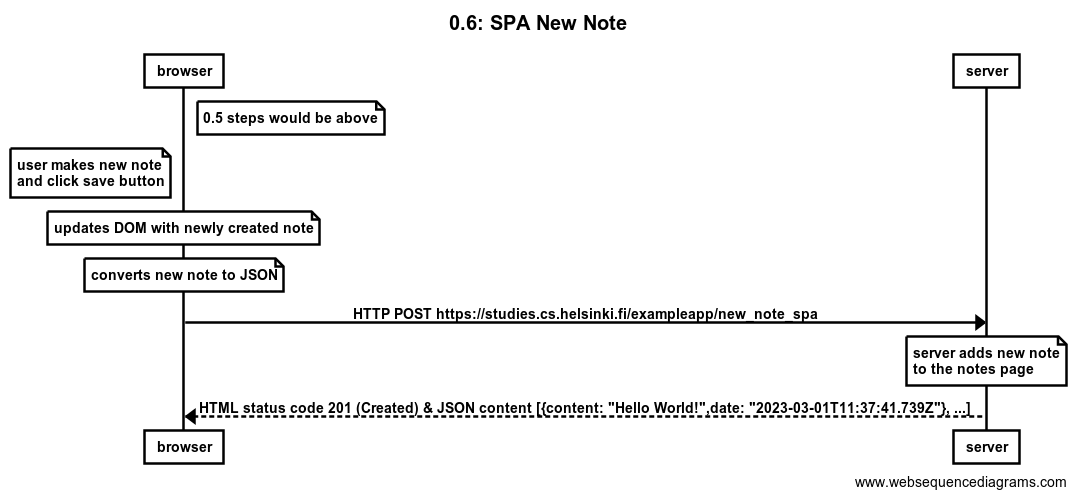 0.6: SPA New Note
browser
server
0.5 steps would be above
user makes new note
and click save button
updates DOM with newly created note
converts new note to JSON
HTTP POST https://studies.cs.helsinki.fi/exampleapp/new_note_spa
server adds new note
to the notes page
HTML status code 201 (Created) & JSON content [{content: "Hello World!",date: "2023-03-01T11:37:41.739Z"}, ...]
browser
server
www.websequencediagrams.com